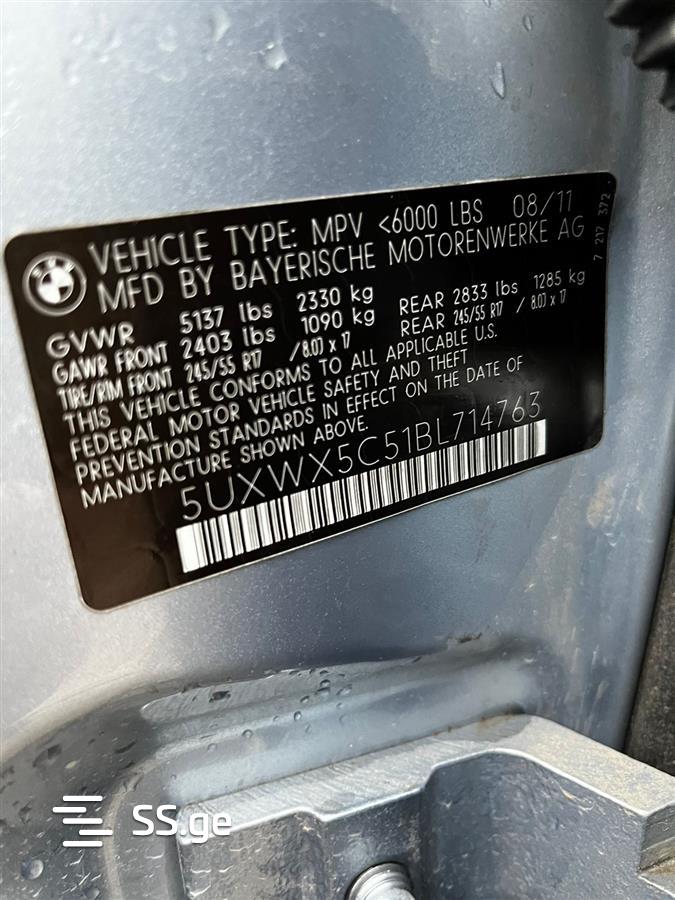 BMW
VEHICLE TYPE: MPV <6000 LBS 08/11
MFD BY BAYERISCHE MOTORENWERKE AG
7 217 372
GVWR 5137 lbs 2330 kg
GAWR FRONT 2403 lbs 1090 kg REAR 2833 lbs 1285 kg
TIRE/RIM FRONT 245/55 R17 /8.0J x 17 REAR 245/55 R17 / 8.0J x 17
THIS VEHICLE CONFORMS TO ALL APPLICABLE U.S.
FEDERAL MOTOR VEHICLE SAFETY AND THEFT
PREVENTION STANDARDS IN EFFECT ON THE DATE OF
MANUFACTURE SHOWN ABOVE.
5UXWX5C51BL714763
SS.ge